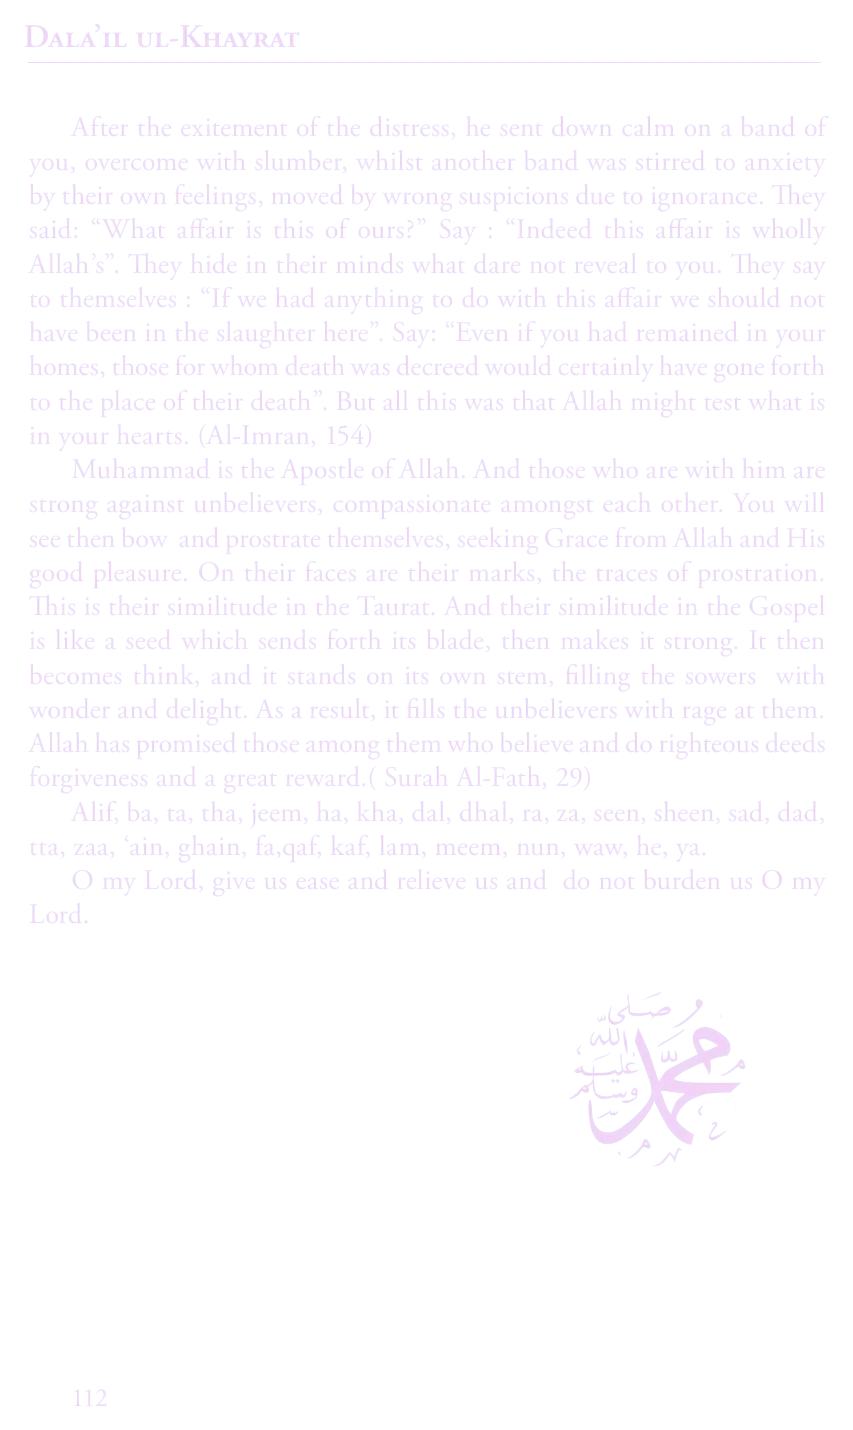 Dala’il ul-Khayrat
After the exitement of the distress, he sent down calm on a band of
you, overcome with slumber, whilst another band was stirred to anxiety
by their own feelings, moved by wrong suspicions due to ignorance. They
said: “What affair is this of ours?” Say : “Indeed this affair is wholly
Allah’s”. They hide in their minds what dare not reveal to you. They say
to themselves : “If we had anything to do with this affair we should not
have been in the slaughter here”. Say: “Even if you had remained in your
homes, those for whom death was decreed would certainly have gone forth
to the place of their death”. But all this was that Allah might test what is
in your hearts. (Al-Imran, 154)
Muhammad is the Apostle of Allah. And those who are with him are
strong against unbelievers, compassionate amongst each other. You will
see then bow and prostrate themselves, seeking Grace from Allah and His
good pleasure. On their faces are their marks, the traces of prostration.
This is their similitude in the Taurat. And their similitude in the Gospel
is like a seed which sends forth its blade, then makes it strong. It then
becomes think, and it stands on its own stem, filling the sowers with
wonder and delight. As a result, it fills the unbelievers with rage at them.
Allah has promised those among them who believe and do righteous deeds
forgiveness and a great reward.( Surah Al-Fath, 29)
Alif, ba, ta, tha, jeem, ha, kha, dal, dhal, ra, za, seen, sheen, sad, dad,
tta, zaa, ‘ain, ghain, fa,qaf, kaf, lam, meem, nun, waw, he, ya.
O my Lord, give us ease and relieve us and do not burden us O my
Lord.
محمد صلى الله عليه وسلم
112